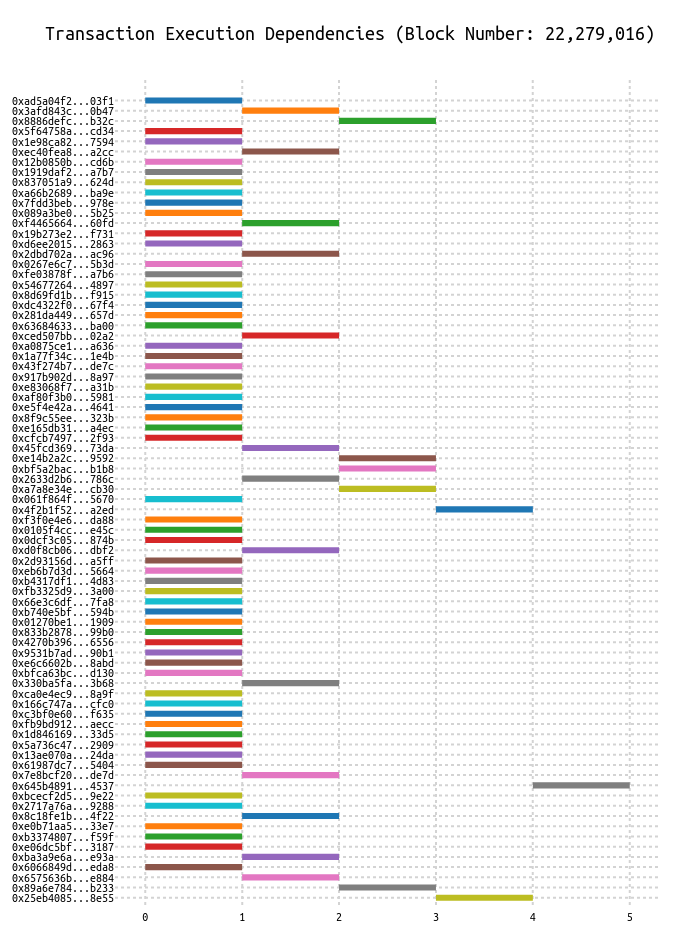 Transaction Execution Dependencies (Block Number: 22,279,016)
0xad5a04f2...03f1
0x3afd843c...0b47
0x8886defc...b32c
0x5f64758a...cd34
0x1e98ca82...7594
0xec40fea8...a2cc
0x12b0850b...cd6b
0x1919daf2...a7b7
0x837051a9...624d
0xa66b2689...ba9e
0x7fdd3beb...978e
0x089a3be0...5b25
0xf4465664...60fd
0x19b273e2...f731
0xd6ee2015...2863
0x2dbd702a...ac96
0x0267e6c7...5b3d
0xfe03878f...a7b6
0x54677264...4897
0x8d69fd1b...f915
0xdc4322f0...67f4
0x281da449...657d
0x63684633...ba00
0xced507bb...02a2
0xa0875ce1...a636
0x1a77f34c...1e4b
0x43f274b7...de7c
0x917b902d...8a97
0xe83068f7...a31b
0xaf80f3b0...5981
0xe5f4e42a...4641
0x8f9c55ee...323b
0xe165db31...a4ec
0xcfcb7497...2f93
0x45fcd369...73da
0xe14b2a2c...9592
0xbf5a2bac...b1b8
0x2633d2b6...786c
0xa7a8e34e...cb30
0x061f864f...5670
0x4f2b1f52...a2ed
0xf3f0e4e6...da88
0x0105f4cc...e45c
0x0dcf3c05...874b
0xd0f8cb06...dbf2
0x2d93156d...a5ff
0xeb6b7d3d...5664
0xb4317df1...4d83
0xfb3325d9...3a00
0x66e3c6df...7fa8
0xb740e5bf...594b
0x01270be1...1909
0x833b2878...99b0
0x4270b396...6556
0x9531b7ad...90b1
0xe6c6602b...8abd
0xbfca63bc...d130
0x330ba5fa...3b68
0xca0e4ec9...8a9f
0x166c747a...cfc0
0xc3bf0e60...f635
0xfb9bd912...aecc
0x1d846169...33d5
0x5a736c47...2909
0x13ae070a...24da
0x61987dc7...5404
0x7e8bcf20...de7d
0x645b4891...4537
0xbcecf2d5...9e22
0x2717a76a...9288
0x8c18fe1b...4f22
0xe0b71aa5...33e7
0xb3374807...f59f
0xe06dc5bf...3187
0xba3a9e6a...e93a
0x6066849d...eda8
0x6575636b...e884
0x89a6e784...b233
0x25eb4085...8e55
0 1 2 3 4 5